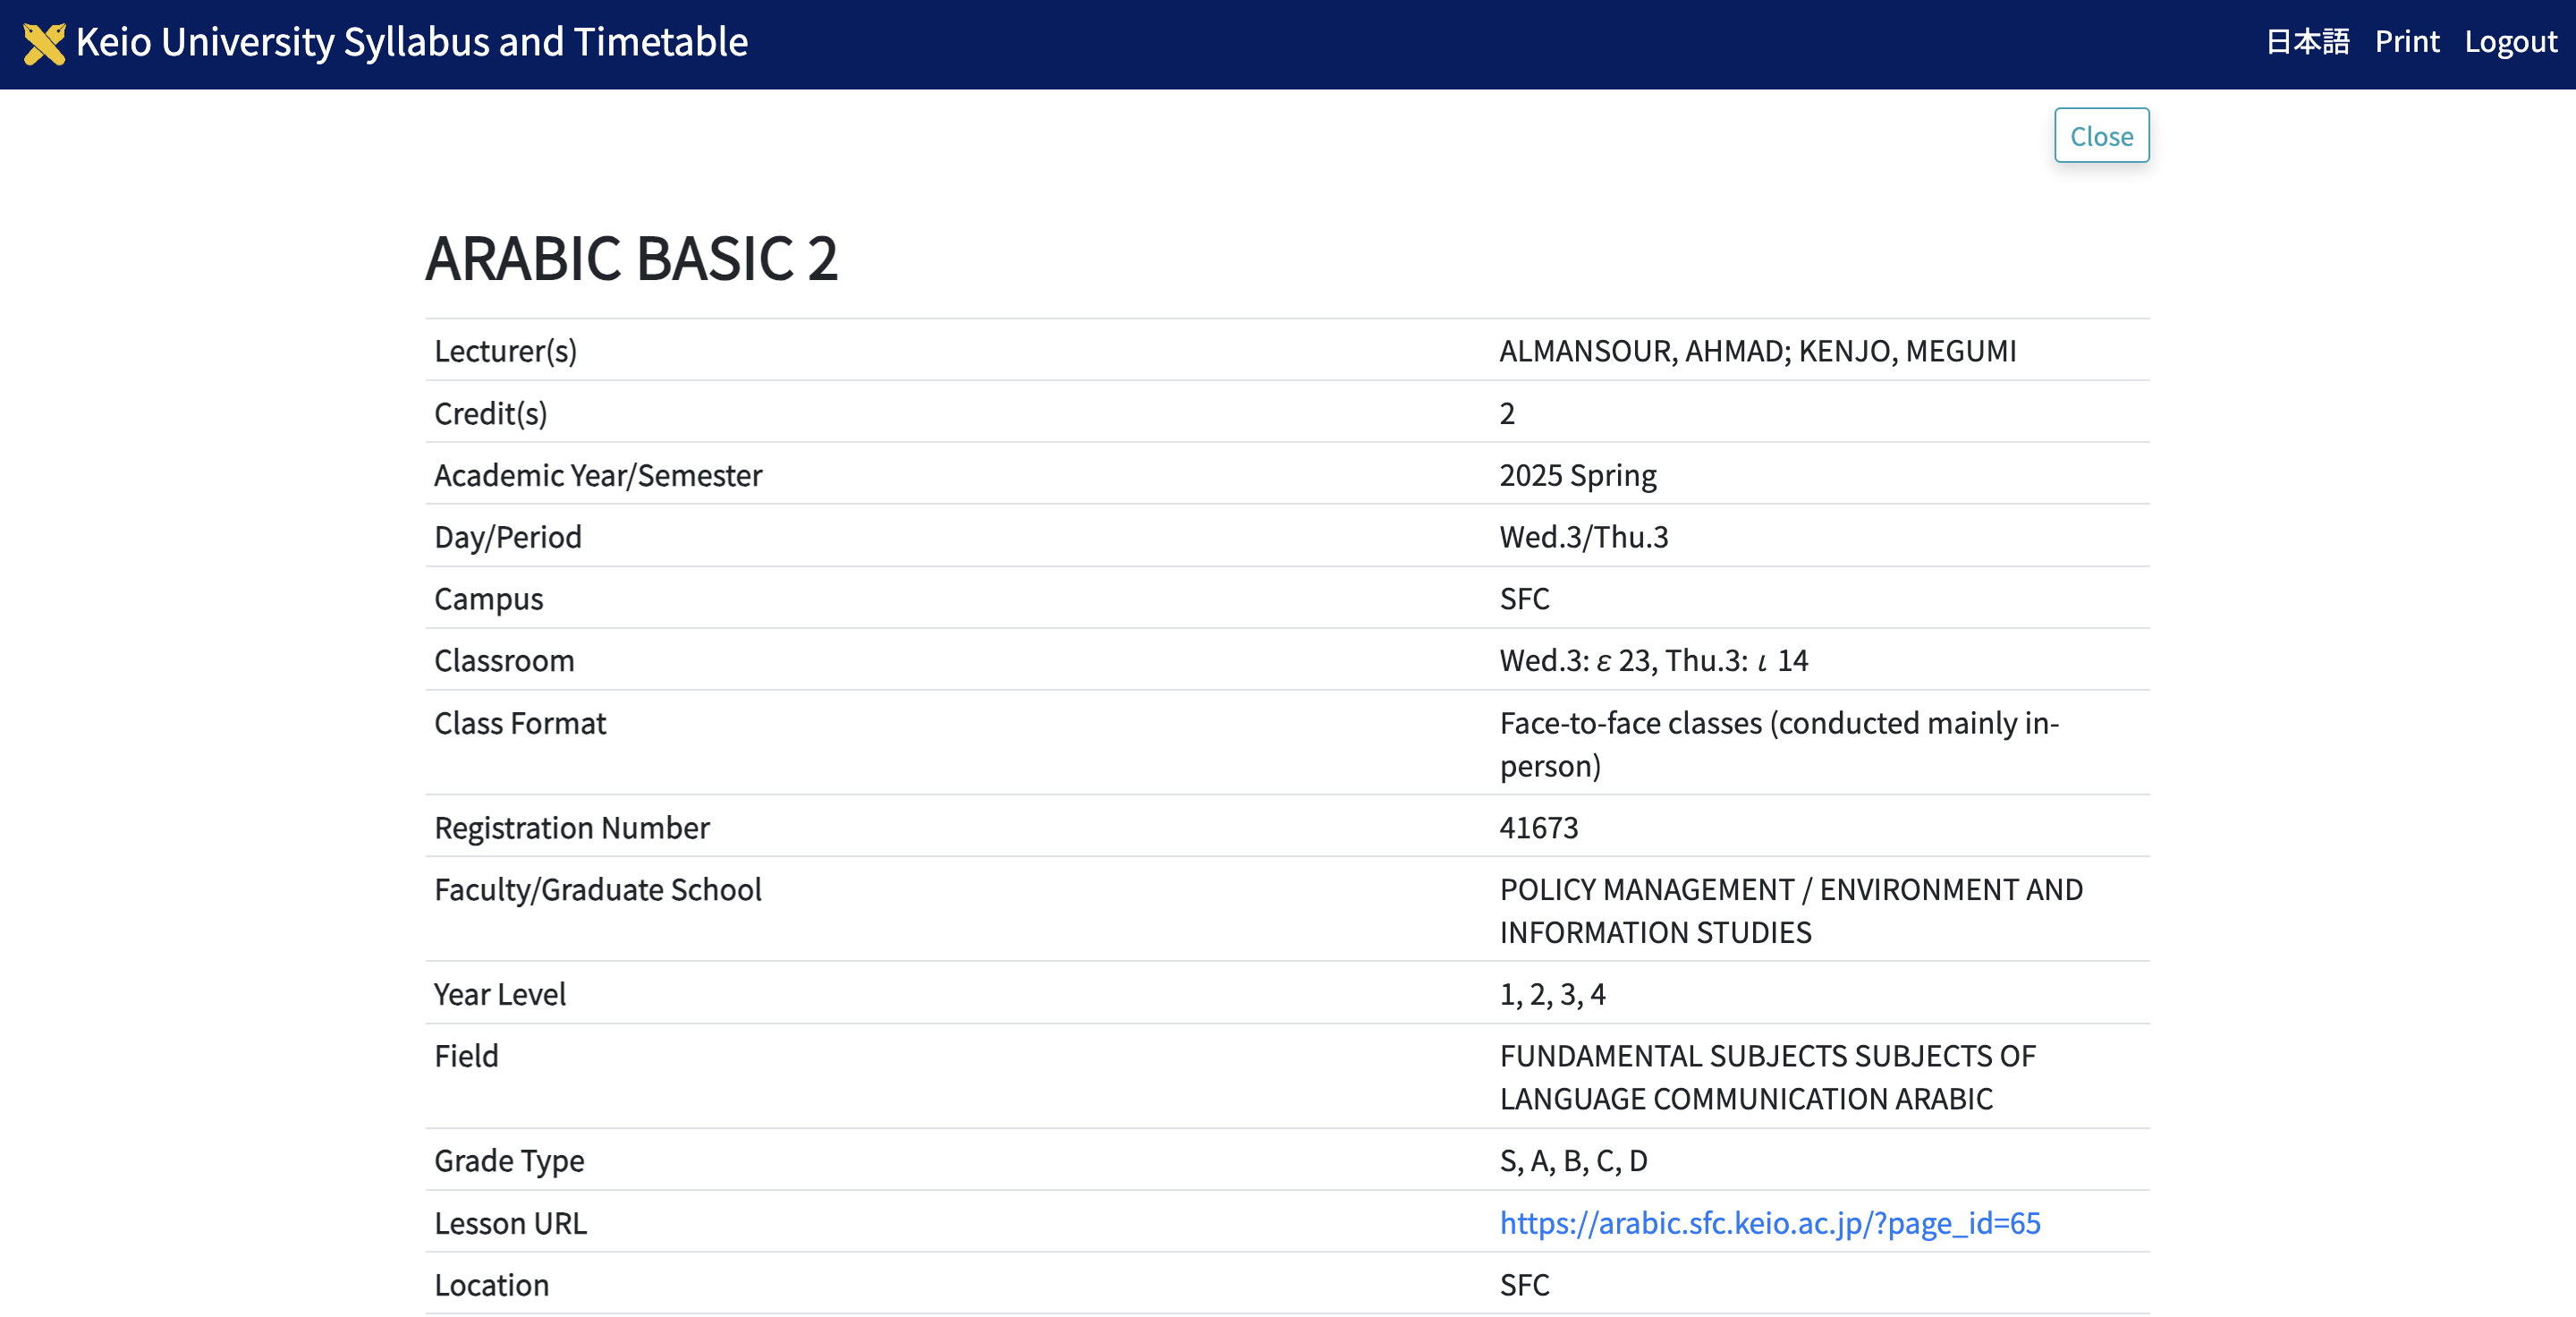 Keio University Syllabus and Timetable
日本語 Print Logout
Close
ARABIC BASIC 2
Lecturer(s) ALMANSOUR, AHMAD; KENJO, MEGUMI
Credit(s) 2
Academic Year/Semester 2025 Spring
Day/Period Wed.3/Thu.3
Campus SFC
Classroom Wed.3: ε 23, Thu.3: ι 14
Class Format Face-to-face classes (conducted mainly in-
person)
Registration Number 41673
Faculty/Graduate School POLICY MANAGEMENT / ENVIRONMENT AND
INFORMATION STUDIES
Year Level 1, 2, 3, 4
Field FUNDAMENTAL SUBJECTS SUBJECTS OF
LANGUAGE COMMUNICATION ARABIC
Grade Type S, A, B, C, D
Lesson URL https://arabic.sfc.keio.ac.jp/?page_id=65
Location SFC